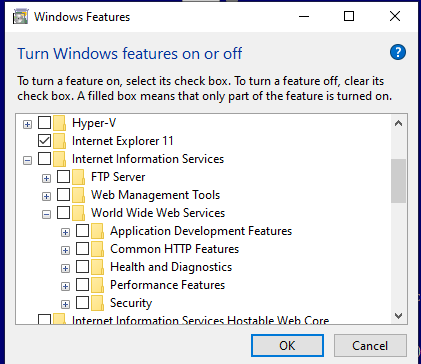 Windows Features
Turn Windows features on or off
?
To turn a feature on, select its check box. To turn a feature off, clear its
check box. A filled box means that only part of the feature is turned on.
Hyper-V
Internet Explorer 11
Internet Information Services
FTP Server
Web Management Tools
World Wide Web Services
Application Development Features
Common HTTP Features
Health and Diagnostics
Performance Features
Security
Internet Information Services Hostable Web Core
OK Cancel